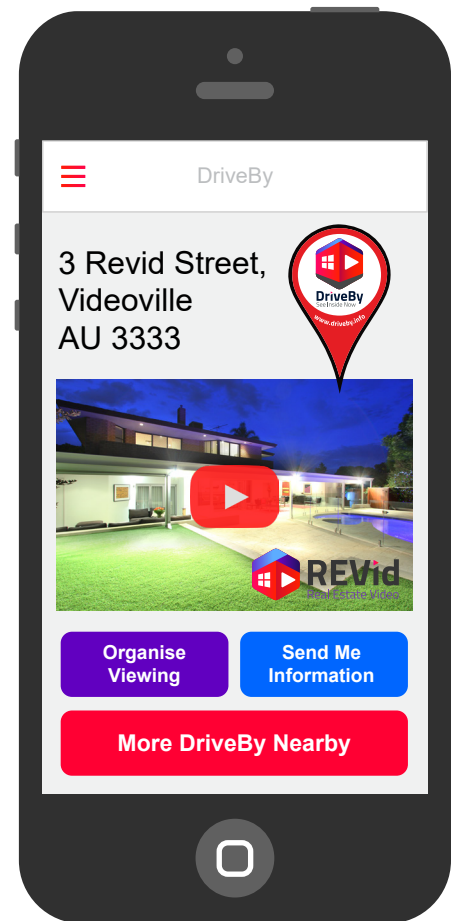 DriveBy
3 Revid Street,
Videoville
AU 3333
DriveBy
See Inside Now
www.driveby.info
REVid
Real Estate Video
Organise
Viewing
Send Me
Information
More DriveBy Nearby